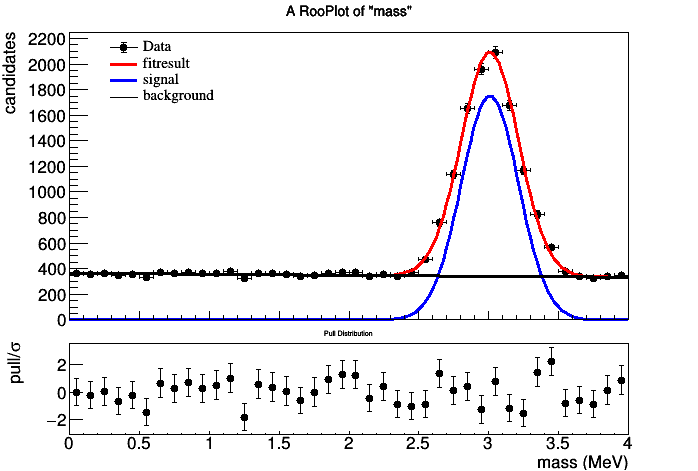 A RooPlot of "mass"
candidates
2200
2000
1800
1600
1400
1200
1000
800
600
400
200
0
Data
fitresult
signal
background
Pull Distribution
pull/σ
2
0
−2
0 0.5 1 1.5 2 2.5 3 3.5 4
mass (MeV)